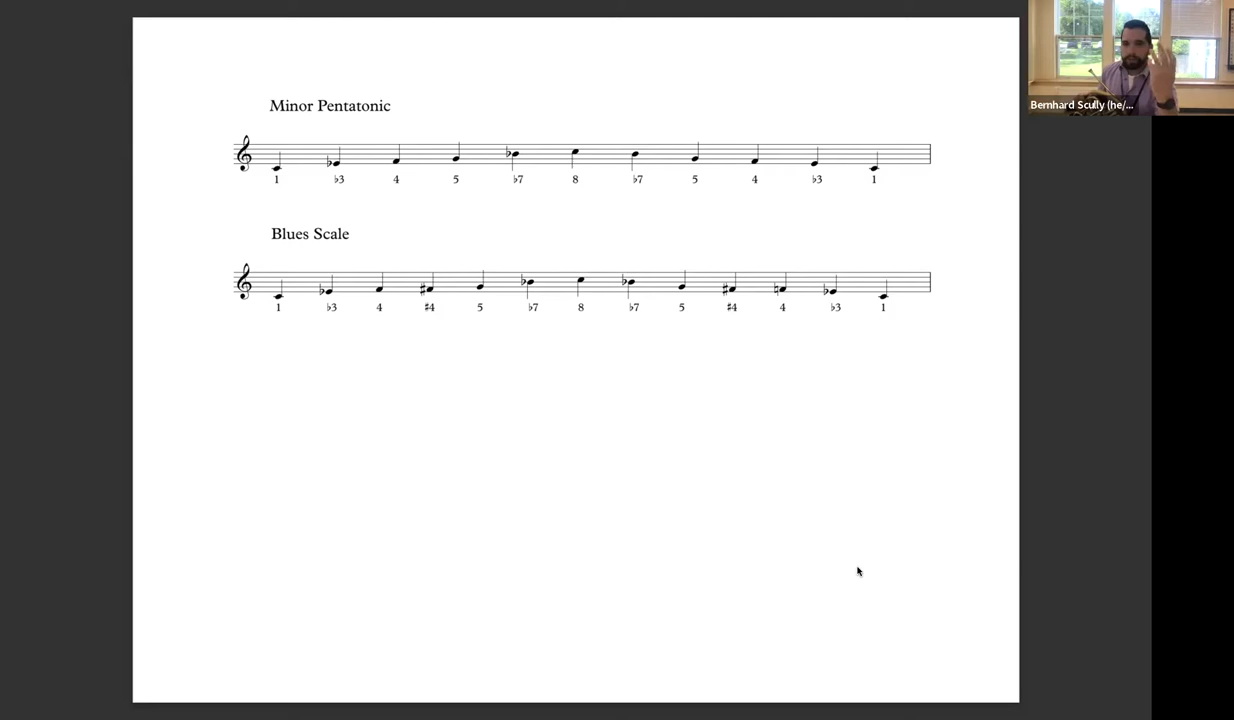 Bernhard Scully (he/...
Minor Pentatonic
1 ♭3 4 5 ♭7 8 ♭7 5 4 ♭3 1
Blues Scale
1 ♭3 4 ♯4 5 ♭7 8 ♭7 5 ♯4 4 ♭3 1